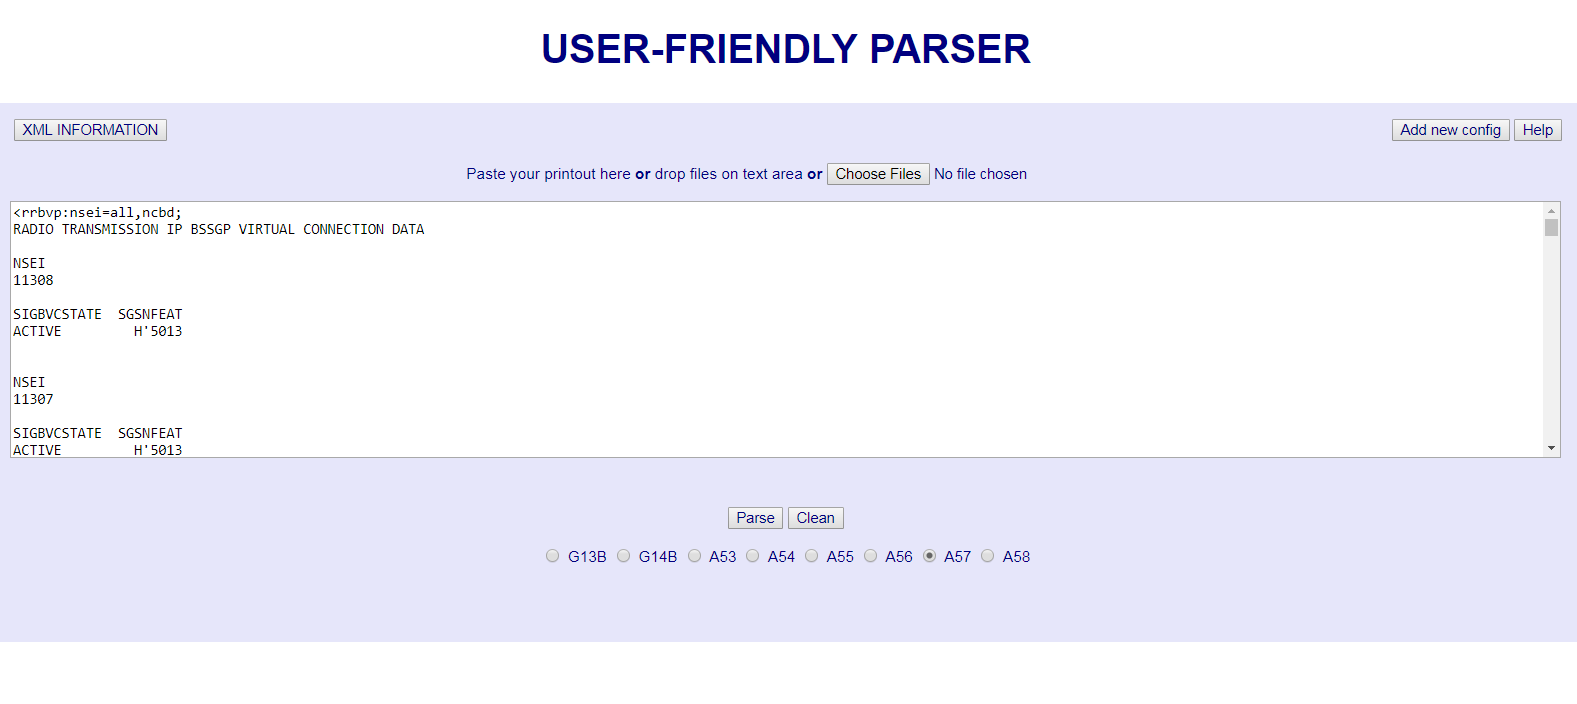 USER-FRIENDLY PARSER
XML INFORMATION
Add new config Help
Paste your printout here or drop files on text area or Choose Files No file chosen
<rrbvp:nsei=all,ncbd;
RADIO TRANSMISSION IP BSSGP VIRTUAL CONNECTION DATA
NSEI
11308
SIGBVCSTATE  SGSNFEAT
ACTIVE         H'5013
NSEI
11307
SIGBVCSTATE  SGSNFEAT
ACTIVE         H'5013
Parse Clean
G13B G14B A53 A54 A55 A56 A57 A58